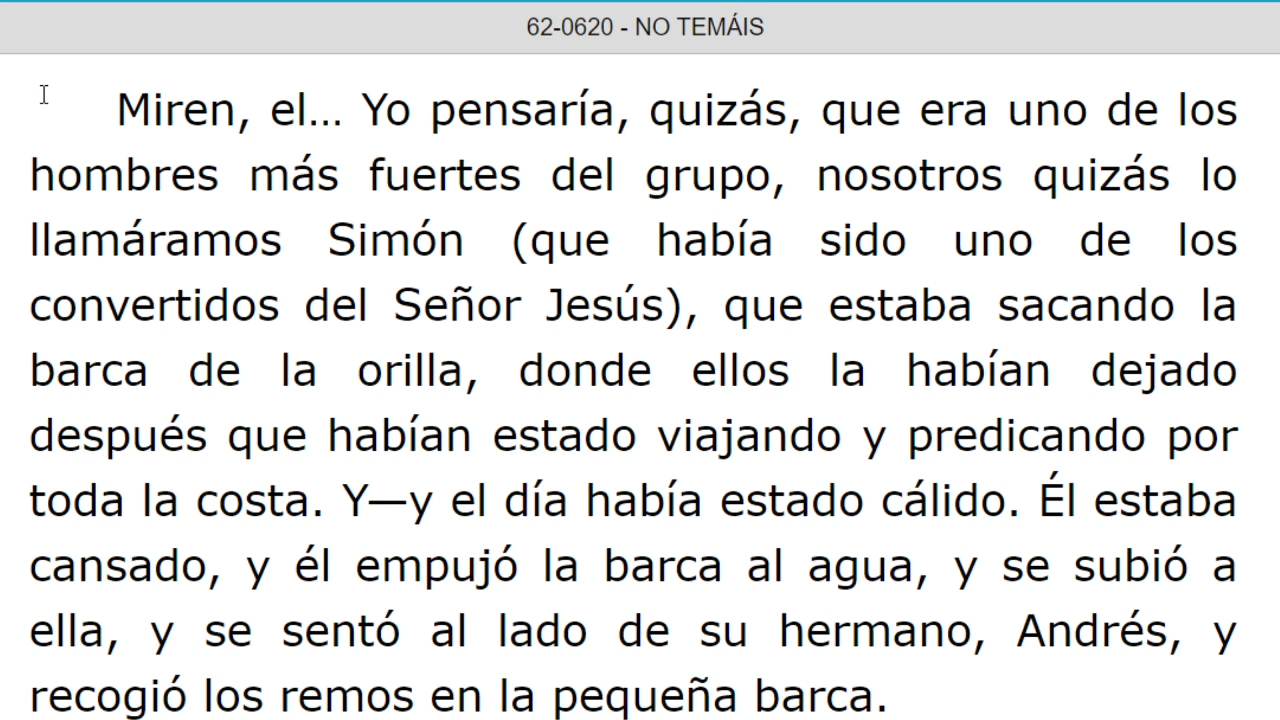 62-0620 - NO TEMÁIS
Miren, el… Yo pensaría, quizás, que era uno de los
hombres más fuertes del grupo, nosotros quizás lo
llamáramos Simón (que había sido uno de los
convertidos del Señor Jesús), que estaba sacando la
barca de la orilla, donde ellos la habían dejado
después que habían estado viajando y predicando por
toda la costa. Y—y el día había estado cálido. Él estaba
cansado, y él empujó la barca al agua, y se subió a
ella, y se sentó al lado de su hermano, Andrés, y
recogió los remos en la pequeña barca.